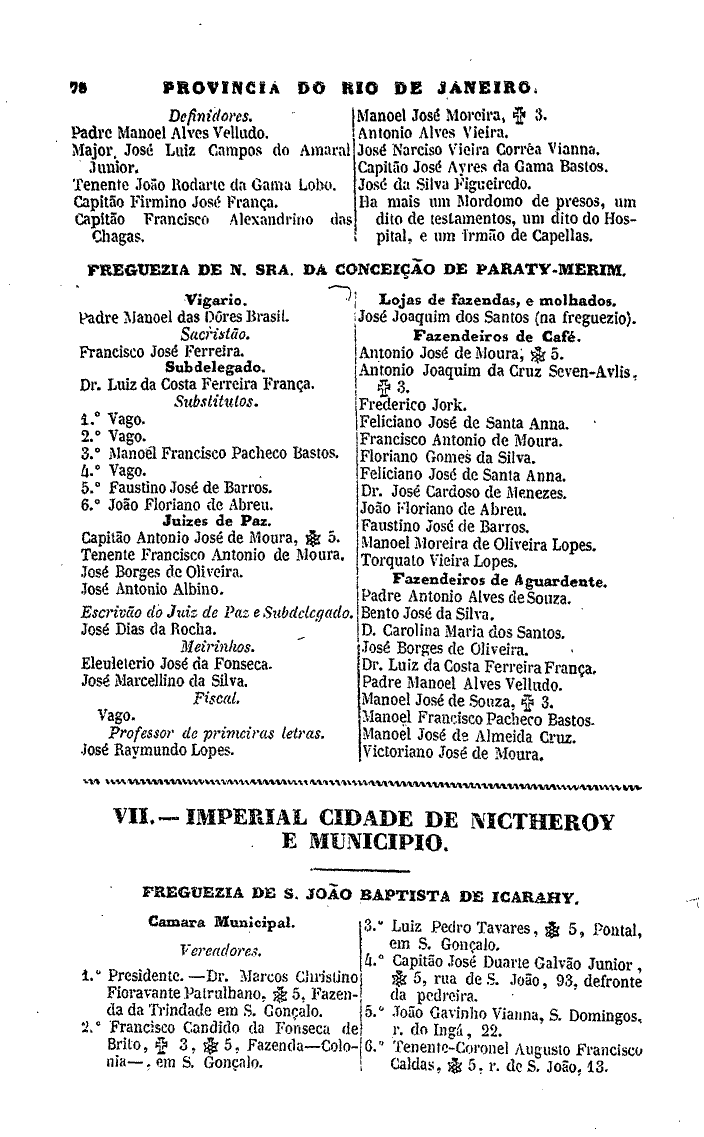 78 PROVINCIA DO RIO DE JANEIRO.
Definidores.
Padre Manoel Alves Velludo.
Major José Luiz Campos do Amaral
Junior.
Tenente João Rodarte da Gama Lobo.
Capitão Firmino José França.
Capitão Francisco Alexandrino das
Chagas.
Manoel José Moreira, ✠ 3.
Antonio Alves Vieira.
José Narciso Vieira Corrêa Vianna.
Capitão José Ayres da Gama Bastos.
José da Silva Figueiredo.
Ha mais um Mordomo de presos, um
dito de testamentos, um dito do Hos-
pital, e um Irmão de Capellas.
FREGUEZIA DE N. SRA. DA CONCEIÇÃO DE PARATY-MERIM.
Vigario.
Padre Manoel das Dôres Brasil.
Sacristão.
Francisco José Ferreira.
Subdelegado.
Dr. Luiz da Costa Ferreira França.
Substitutos.
1.º Vago.
2.º Vago.
3.º Manoel Francisco Pacheco Bastos.
4.º Vago.
5.º Faustino José de Barros.
6.º João Floriano de Abreu.
Juizes de Paz.
Capitão Antonio José de Moura, ❀ 5.
Tenente Francisco Antonio de Moura.
José Borges de Oliveira.
José Antonio Albino.
Escrivão do Juiz de Paz e Subdelegado.
José Dias da Rocha.
Meirinhos.
Eleuleterio José da Fonseca.
José Marcellino da Silva.
Fiscal.
Vago.
Professor de primeiras letras.
José Raymundo Lopes.
Lojas de fazendas, e molhados.
José Joaquim dos Santos (na freguezio).
Fazendeiros de Café.
Antonio José de Moura, ❀ 5.
Antonio Joaquim da Cruz Seven-Avlis,
✠ 3.
Frederico Jork.
Feliciano José de Santa Anna.
Francisco Antonio de Moura.
Floriano Gomes da Silva.
Feliciano José de Santa Anna.
Dr. José Cardoso de Menezes.
João Floriano de Abreu.
Faustino José de Barros.
Manoel Moreira de Oliveira Lopes.
Torquato Vieira Lopes.
Fazendeiros de Aguardente.
Padre Antonio Alves de Souza.
Bento José da Silva.
D. Carolina Maria dos Santos.
José Borges de Oliveira.
Dr. Luiz da Costa Ferreira França.
Padre Manoel Alves Velludo.
Manoel José de Souza, ✠ 3.
Manoel Francisco Pacheco Bastos.
Manoel José de Almeida Cruz.
Victoriano José de Moura.
VII.— IMPERIAL CIDADE DE NICTHEROY
E MUNICIPIO.
FREGUEZIA DE S. JOÃO BAPTISTA DE ICARAHY.
Camara Municipal.
Vereadores.
1.º Presidente. —Dr. Marcos Christino
Fioravante Patrulhano, ❀ 5, Fazen-
da da Trindade em S. Gonçalo.
2.º Francisco Candido da Fonseca de
Brito, ✠ 3, ❀ 5, Fazenda—Colo-
nia—, em S. Gonçalo.
3.º Luiz Pedro Tavares, ❀ 5, Pontal,
em S. Gonçalo.
4.º Capitão José Duarte Galvão Junior,
❀ 5, rua de S. João, 93, defronte
da pedreira.
5.º João Gavinho Vianna, S. Domingos,
r. do Ingá, 22.
6.º Tenente-Coronel Augusto Francisco
Caldas, ❀ 5, r. de S. João, 13.